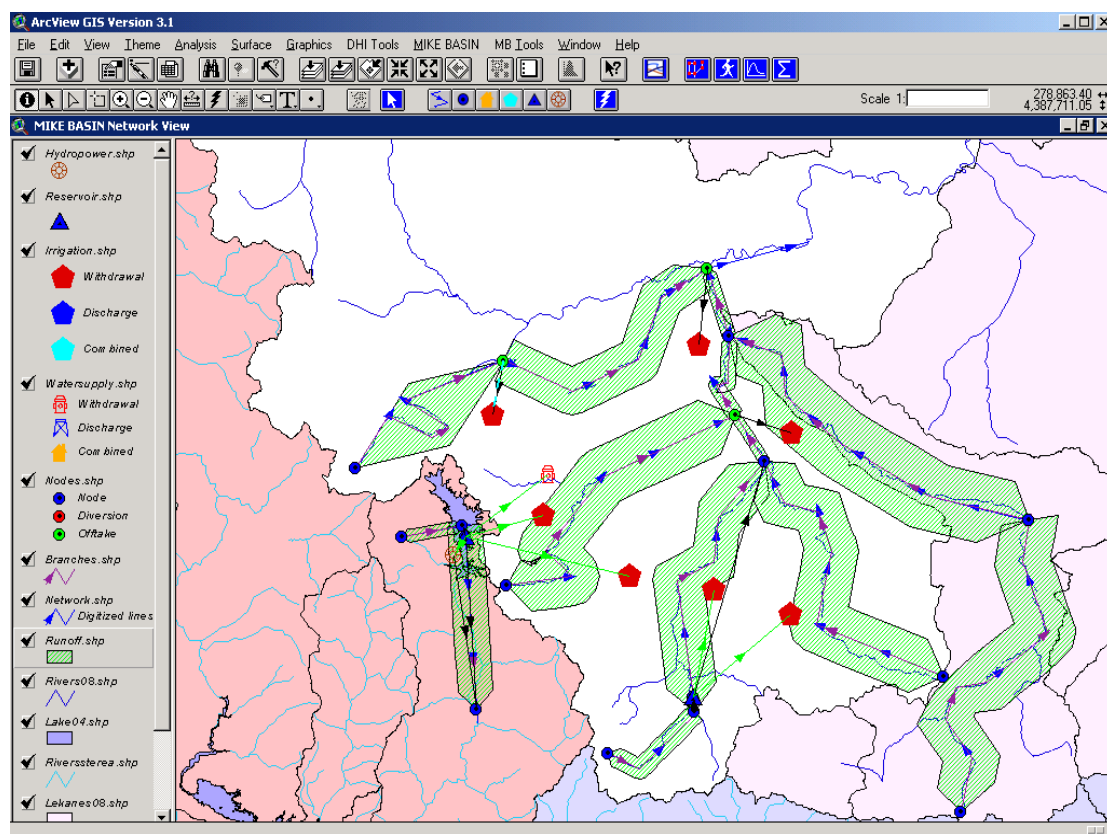 ArcView GIS Version 3.1
File Edit View Theme Analysis Surface Graphics DHI Tools MIKE BASIN MB Tools Window Help
Scale 1:
278,863.40
4,387,711.05
MIKE BASIN Network View
Hydropower.shp
Reservoir.shp
Irrigation.shp
Withdrawal
Discharge
Combined
Watersupply.shp
Withdrawal
Discharge
Combined
Nodes.shp
Node
Diversion
Offtake
Branches.shp
Network.shp
Digitized lines
Runoff.shp
Rivers08.shp
Lake04.shp
Riverssterea.shp
Lekanes08.shp